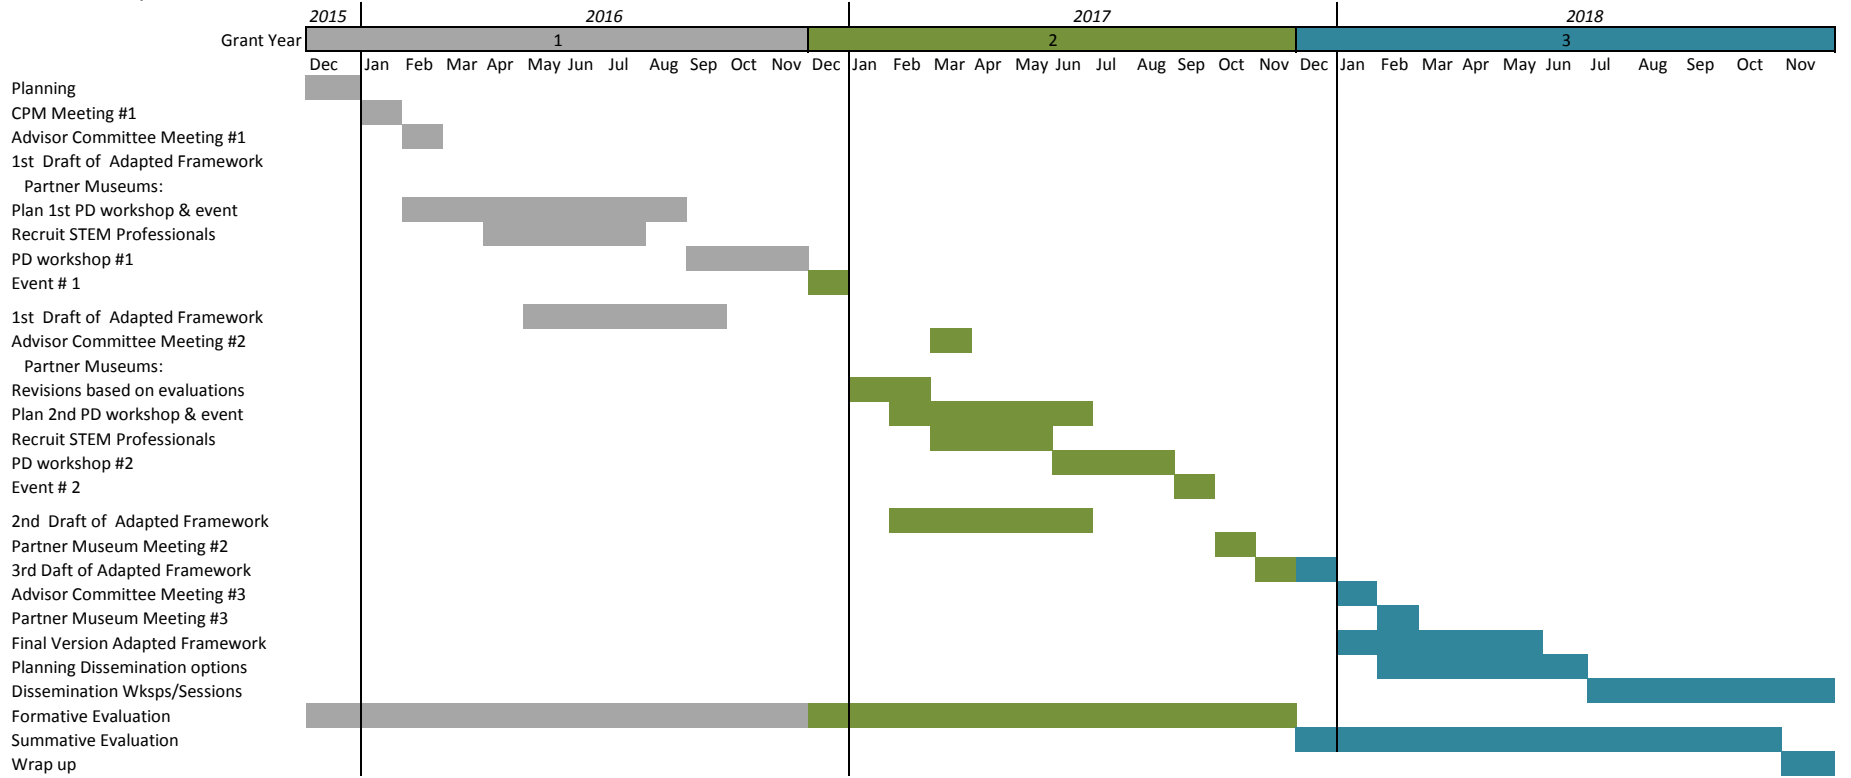 2015 2016 2017 2018
Grant Year 1 2 3
Dec Jan Feb Mar Apr May Jun Jul Aug Sep Oct Nov Dec Jan Feb Mar Apr May Jun Jul Aug Sep Oct Nov Dec Jan Feb Mar Apr May Jun Jul Aug Sep Oct Nov
Planning
CPM Meeting #1
Advisor Committee Meeting #1
1st Draft of Adapted Framework
Partner Museums:
Plan 1st PD workshop & event
Recruit STEM Professionals
PD workshop #1
Event # 1
1st Draft of Adapted Framework
Advisor Committee Meeting #2
Partner Museums:
Revisions based on evaluations
Plan 2nd PD workshop & event
Recruit STEM Professionals
PD workshop #2
Event # 2
2nd Draft of Adapted Framework
Partner Museum Meeting #2
3rd Daft of Adapted Framework
Advisor Committee Meeting #3
Partner Museum Meeting #3
Final Version Adapted Framework
Planning Dissemination options
Dissemination Wksps/Sessions
Formative Evaluation
Summative Evaluation
Wrap up